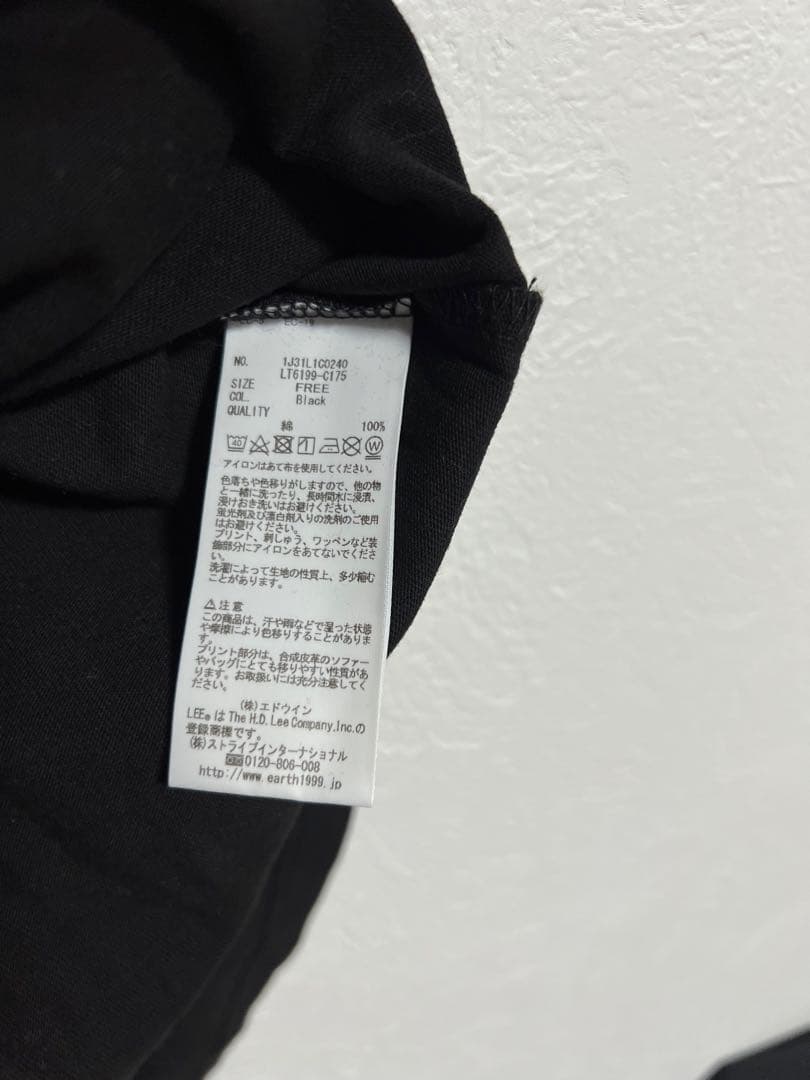 NO. 1J31L1C0240
LT6199-C175
SIZE FREE
COL. Black
QUALITY
綿 100%
40 W
アイロンはあて布を使用してください。
色落ちや色移りがしますので、他の物
と一緒に洗ったり、長時間水に浸漬、
浸けおき洗いはお避けください。
蛍光剤及び漂白剤入りの洗剤のご使用
はお避けください。
プリント、刺しゅう、ワッペンなど装
飾部分にアイロンをあてないでくださ
い。
洗濯によって生地の性質上、多少縮む
ことがあります。
⚠注意
この商品は、汗や雨などで湿った状態
や摩擦により色移りすることがありま
す。
プリント部分は、合成皮革のソファー
やバッグにとても移りやすい性質があ
ります。お取扱いには充分注意してく
ださい。
(株)エドウイン
LEE®は The H.D. Lee Company,Inc.の
登録商標です。
(株)ストライプインターナショナル
0120-806-008
http://www.earth1999.jp